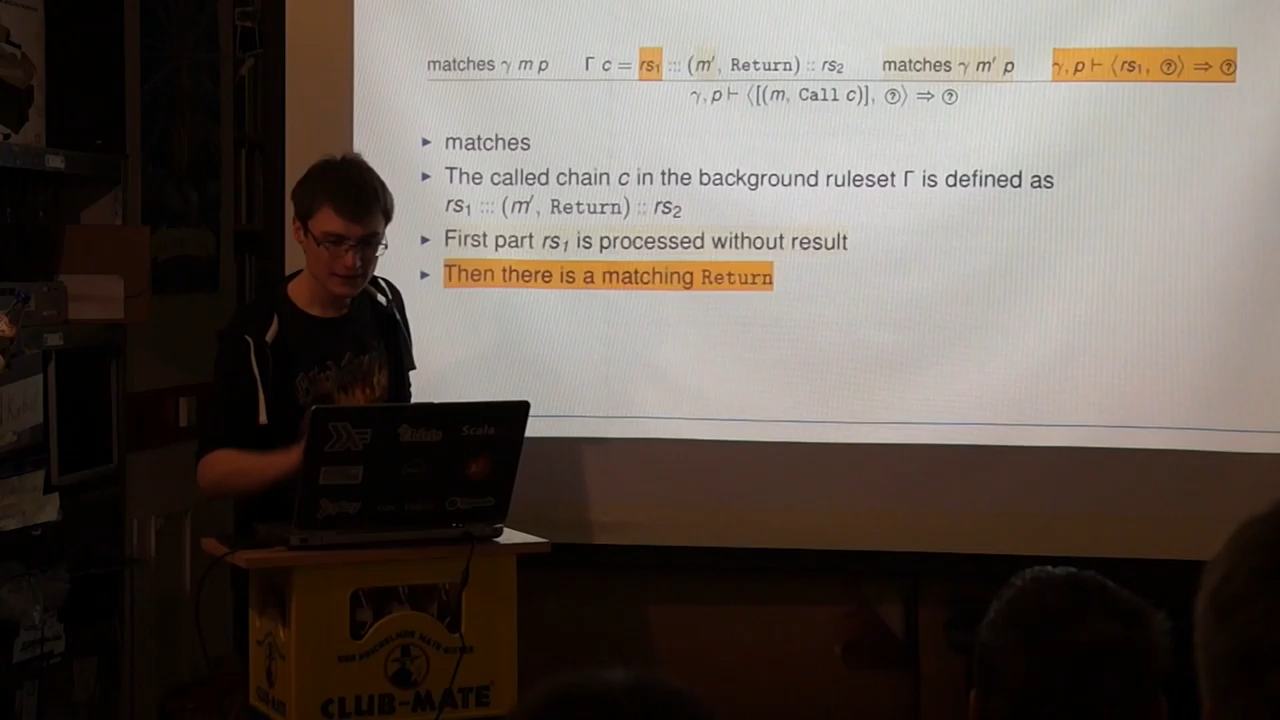 matches γ m p Γ c = rs₁ ::: (m′, Return) :: rs₂ matches γ m′ p γ, p ⊢ ⟨rs₁, ?⟩ ⇒ ?
γ, p ⊢ ⟨[(m, Call c)], ?⟩ ⇒ ?
► matches
► The called chain c in the background ruleset Γ is defined as
rs₁ ::: (m′, Return) :: rs₂
► First part rs₁ is processed without result
► Then there is a matching Return
Scala
CLUB-MATE